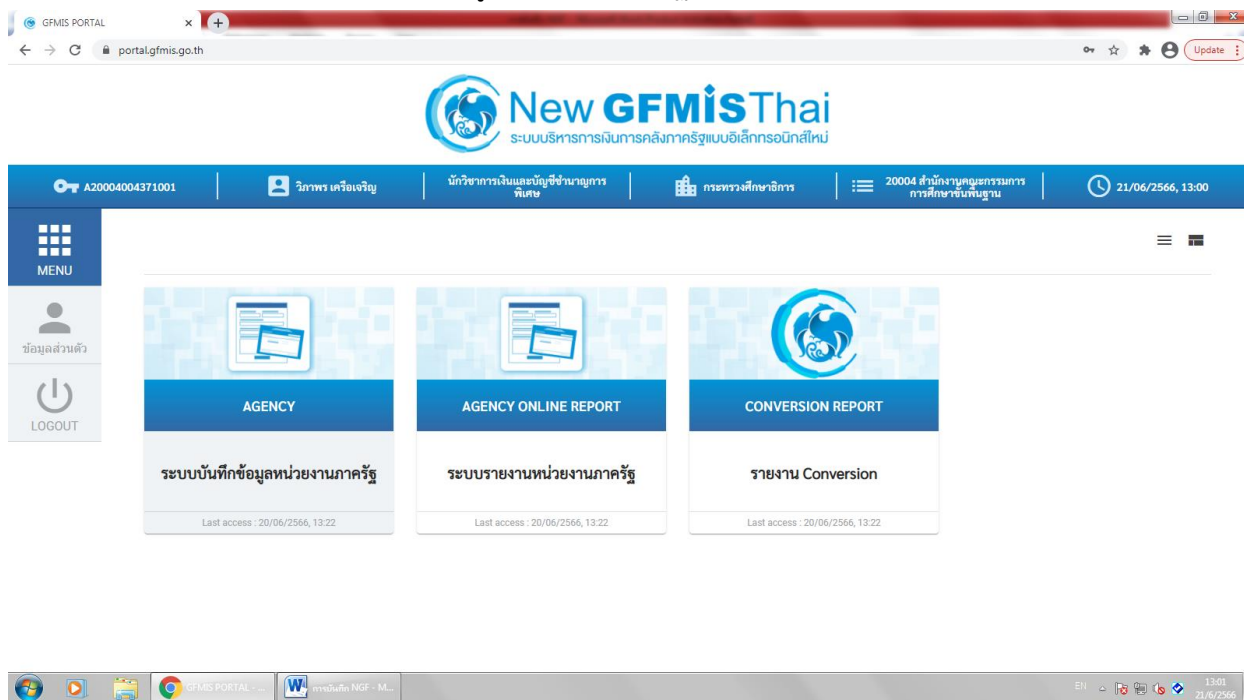 GFMIS PORTAL
portal.gfmis.go.th
Update
New GFMIS Thai
ระบบบริหารการเงินการคลังภาครัฐแบบอิเล็กทรอนิกส์ใหม่
A20004004371001
วิภาพร เครือเจริญ
นักวิชาการเงินและบัญชีชำนาญการ
พิเศษ
กระทรวงศึกษาธิการ
20004 สำนักงานคณะกรรมการ
การศึกษาขั้นพื้นฐาน
21/06/2566, 13:00
MENU
ข้อมูลส่วนตัว
LOGOUT
AGENCY
AGENCY ONLINE REPORT
CONVERSION REPORT
ระบบบันทึกข้อมูลหน่วยงานภาครัฐ
ระบบรายงานหน่วยงานภาครัฐ
รายงาน Conversion
Last access : 20/06/2566, 13:22
Last access : 20/06/2566, 13:22
Last access : 20/06/2566, 13:22
GFMIS PORTAL - ...
การบันทึก NGF - M...
EN
13:01
21/6/2566